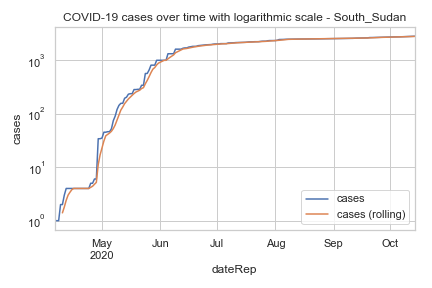 COVID-19 cases over time with logarithmic scale - South_Sudan
cases
10³
10²
10¹
10⁰
cases
cases (rolling)
May
2020
Jun
Jul
Aug
Sep
Oct
dateRep